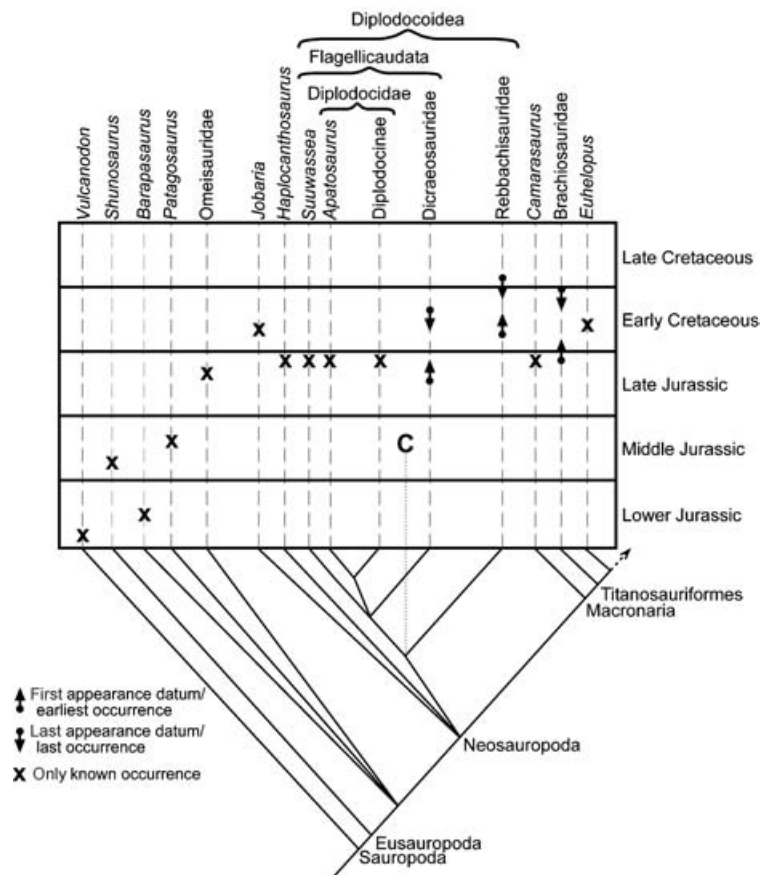 Diplodocoidea
Flagellicaudata
Diplodocidae
Vulcanodon
Shunosaurus
Barapasaurus
Patagosaurus
Omeisauridae
Jobaria
Haplocanthosaurus
Suuwassea
Apatosaurus
Diplodocinae
Dicraeosauridae
Rebbachisauridae
Camarasaurus
Brachiosauridae
Euhelopus
Late Cretaceous
Early Cretaceous
X X
X X X X X
Late Jurassic
X
C
Middle Jurassic
X X
Lower Jurassic
X X
Titanosauriformes
Macronaria
First appearance datum/
earliest occurrence
Last appearance datum/
last occurrence
X Only known occurrence
Neosauropoda
Eusauropoda
Sauropoda